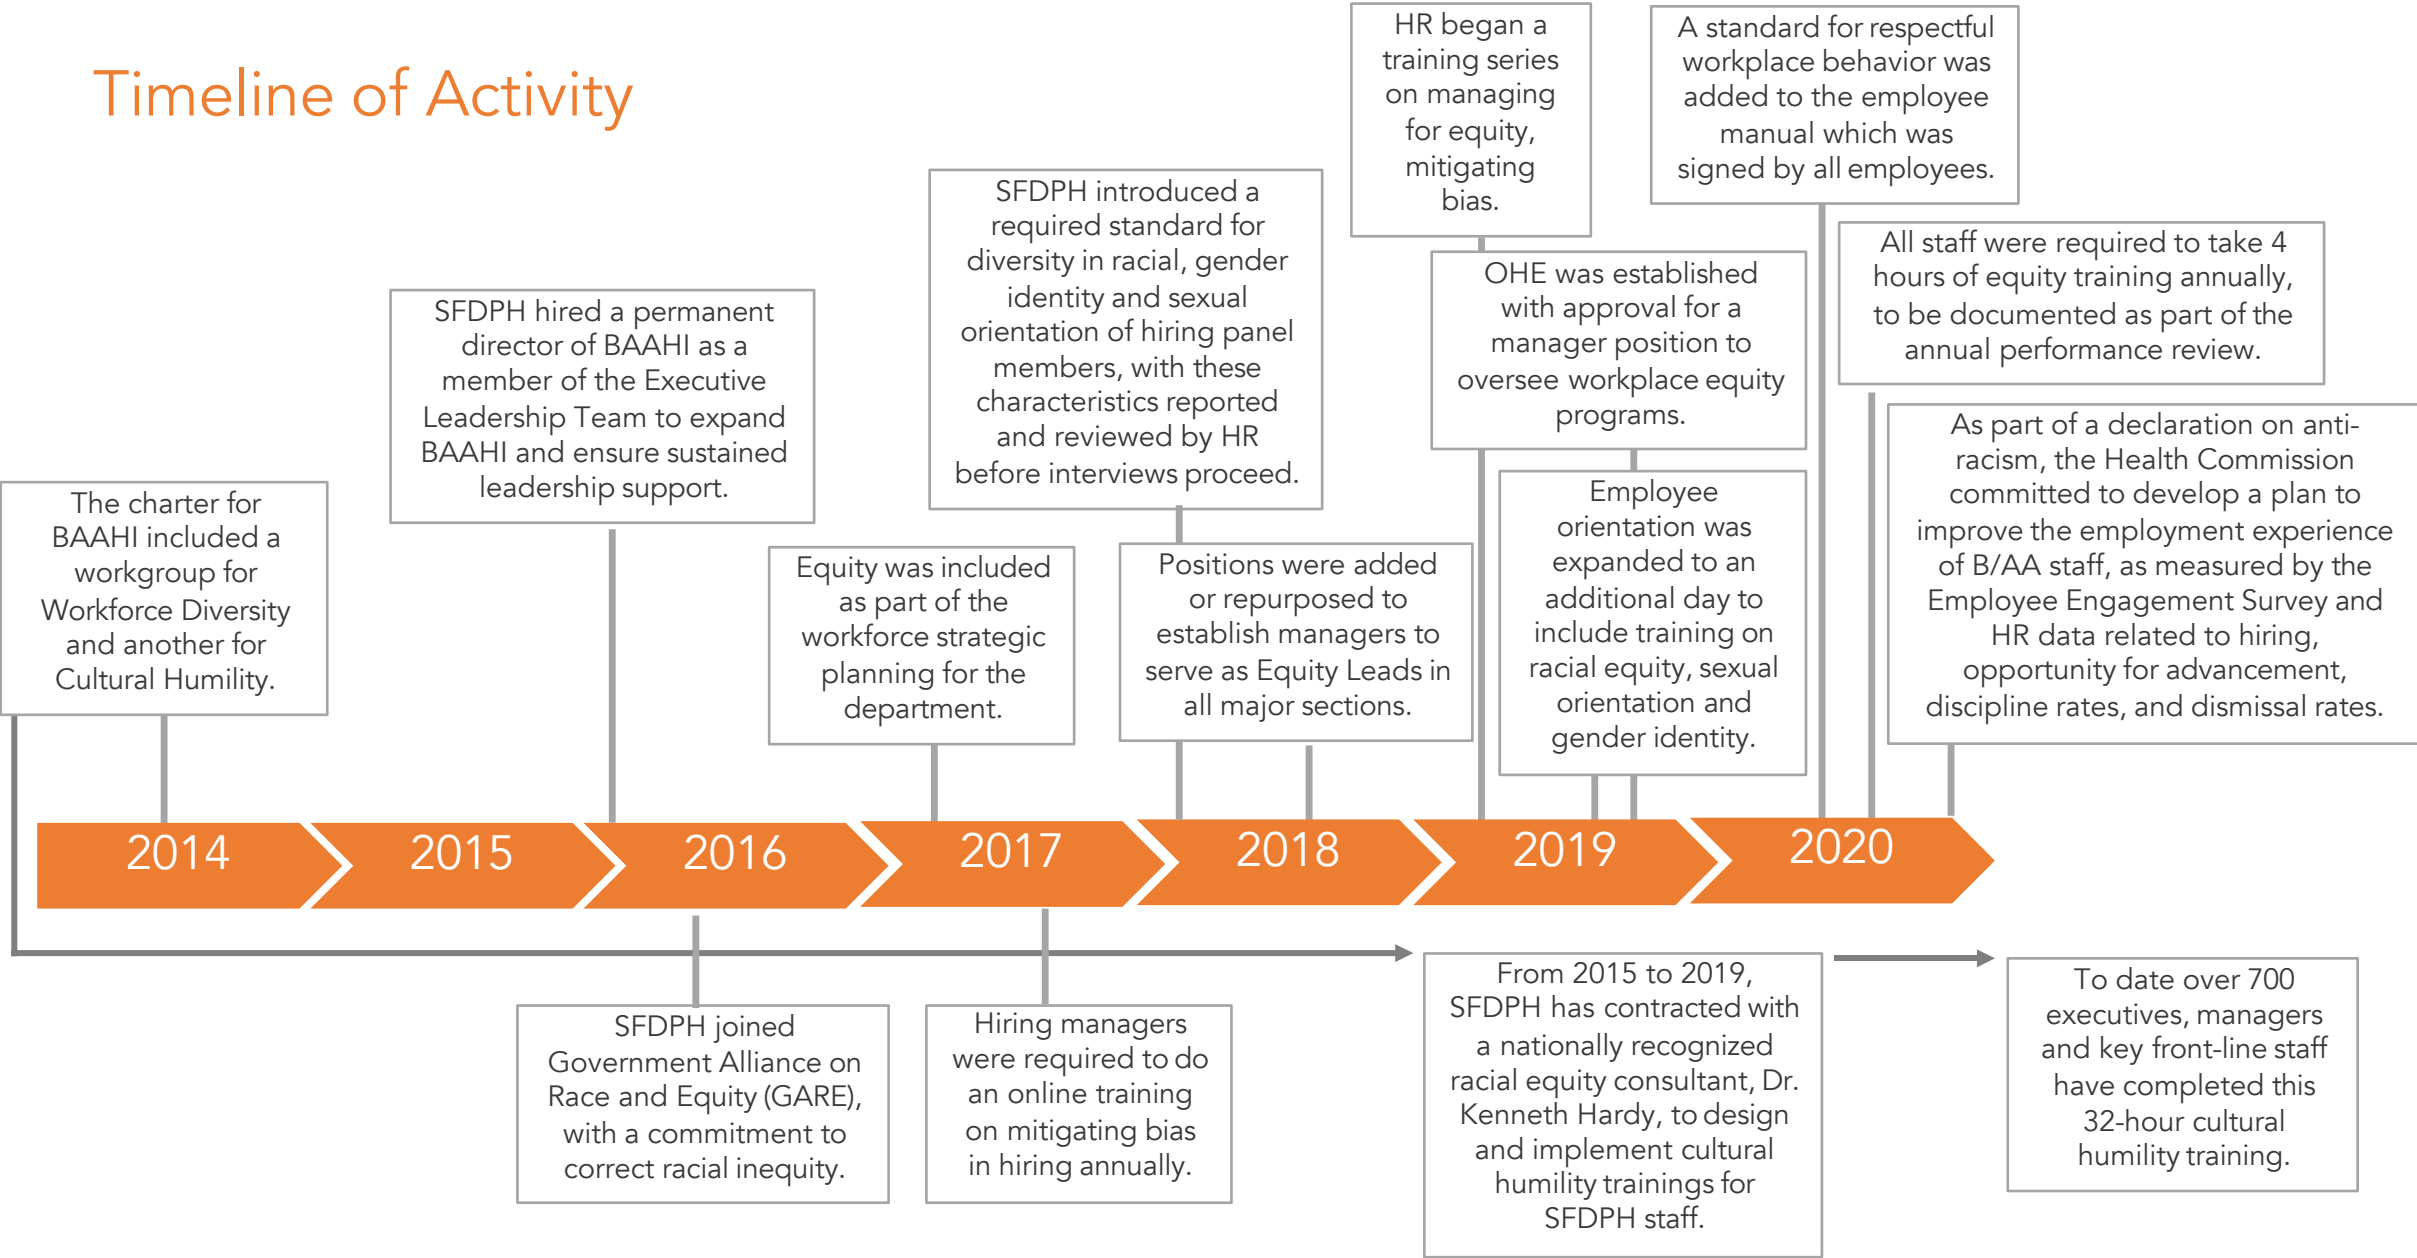 Timeline of Activity
The charter for
BAAHI included a
workgroup for
Workforce Diversity
and another for
Cultural Humility.
SFDPH hired a permanent
director of BAAHI as a
member of the Executive
Leadership Team to expand
BAAHI and ensure sustained
leadership support.
Equity was included
as part of the
workforce strategic
planning for the
department.
SFDPH introduced a
required standard for
diversity in racial, gender
identity and sexual
orientation of hiring panel
members, with these
characteristics reported
and reviewed by HR
before interviews proceed.
Positions were added
or repurposed to
establish managers to
serve as Equity Leads in
all major sections.
HR began a
training series
on managing
for equity,
mitigating
bias.
OHE was established
with approval for a
manager position to
oversee workplace equity
programs.
Employee
orientation was
expanded to an
additional day to
include training on
racial equity, sexual
orientation and
gender identity.
A standard for respectful
workplace behavior was
added to the employee
manual which was
signed by all employees.
All staff were required to take 4
hours of equity training annually,
to be documented as part of the
annual performance review.
As part of a declaration on anti-
racism, the Health Commission
committed to develop a plan to
improve the employment experience
of B/AA staff, as measured by the
Employee Engagement Survey and
HR data related to hiring,
opportunity for advancement,
discipline rates, and dismissal rates.
2014
2015
2016
2017
2018
2019
2020
SFDPH joined
Government Alliance on
Race and Equity (GARE),
with a commitment to
correct racial inequity.
Hiring managers
were required to do
an online training
on mitigating bias
in hiring annually.
From 2015 to 2019,
SFDPH has contracted with
a nationally recognized
racial equity consultant, Dr.
Kenneth Hardy, to design
and implement cultural
humility trainings for
SFDPH staff.
To date over 700
executives, managers
and key front-line staff
have completed this
32-hour cultural
humility training.